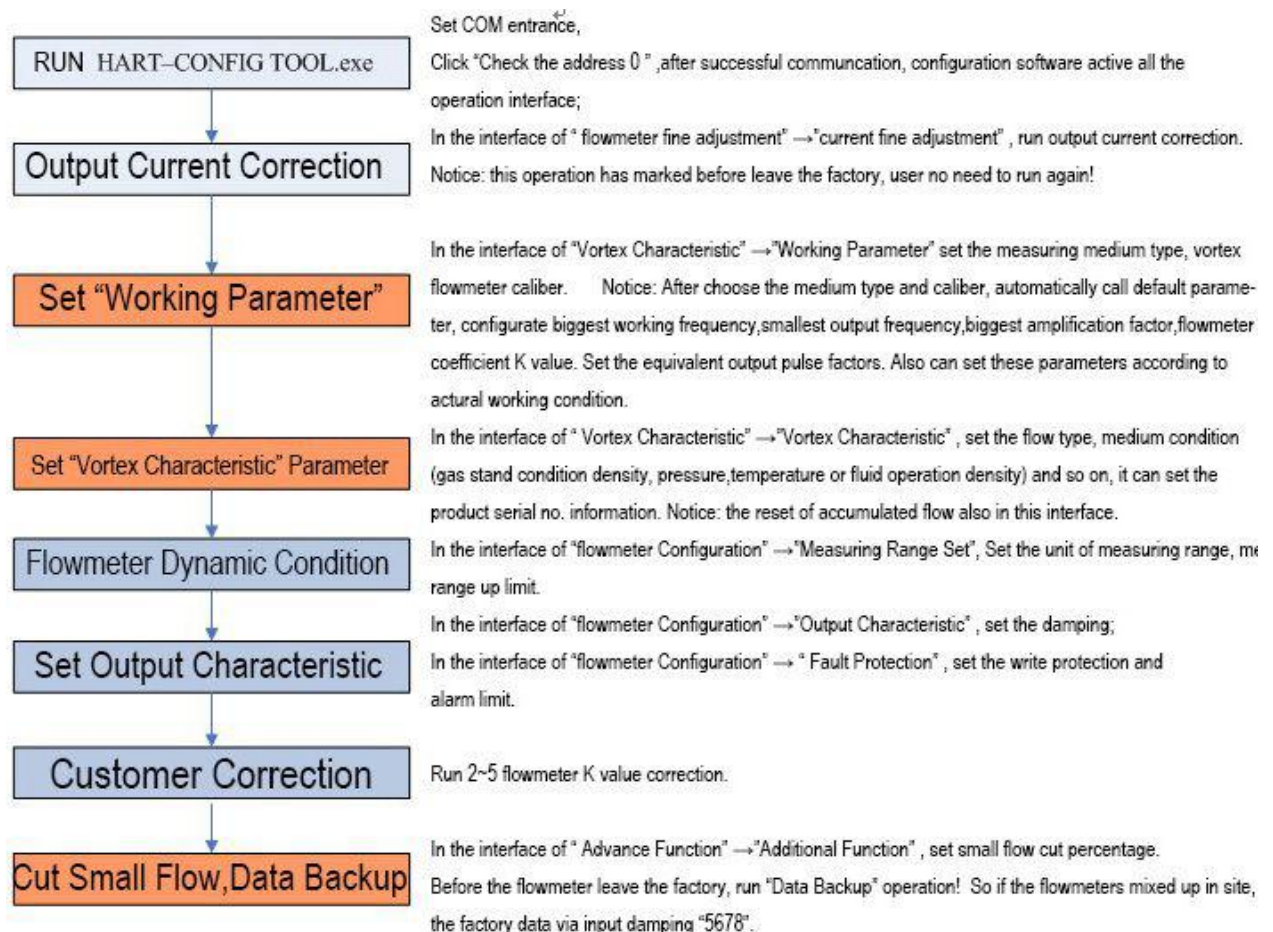 Set COM entrance,
RUN HART–CONFIG TOOL.exe
Click "Check the address 0 " ,after successful communcation, configuration software active all the
operation interface;
Output Current Correction
In the interface of " flowmeter fine adjustment" →"current fine adjustment" , run output current correction.
Notice: this operation has marked before leave the factory, user no need to run again!
Set "Working Parameter"
In the interface of "Vortex Characteristic" →"Working Parameter" set the measuring medium type, vortex
flowmeter caliber. Notice: After choose the medium type and caliber, automatically call default parame-
ter, configurate biggest working frequency,smallest output frequency,biggest amplification factor,flowmeter
coefficient K value. Set the equivalent output pulse factors. Also can set these parameters according to
actural working condition.
Set "Vortex Characteristic" Parameter
In the interface of " Vortex Characteristic" →"Vortex Characteristic" , set the flow type, medium condition
(gas stand condition density, pressure,temperature or fluid operation density) and so on, it can set the
product serial no. information. Notice: the reset of accumulated flow also in this interface.
Flowmeter Dynamic Condition
In the interface of "flowmeter Configuration" →"Measuring Range Set", Set the unit of measuring range, me
range up limit.
Set Output Characteristic
In the interface of "flowmeter Configuration" →"Output Characteristic" , set the damping;
In the interface of "flowmeter Configuration" → " Fault Protection" , set the write protection and
alarm limit.
Customer Correction
Run 2~5 flowmeter K value correction.
Cut Small Flow,Data Backup
In the interface of " Advance Function" →"Additional Function" , set small flow cut percentage.
Before the flowmeter leave the factory, run "Data Backup" operation! So if the flowmeters mixed up in site,
the factory data via input damping "5678".